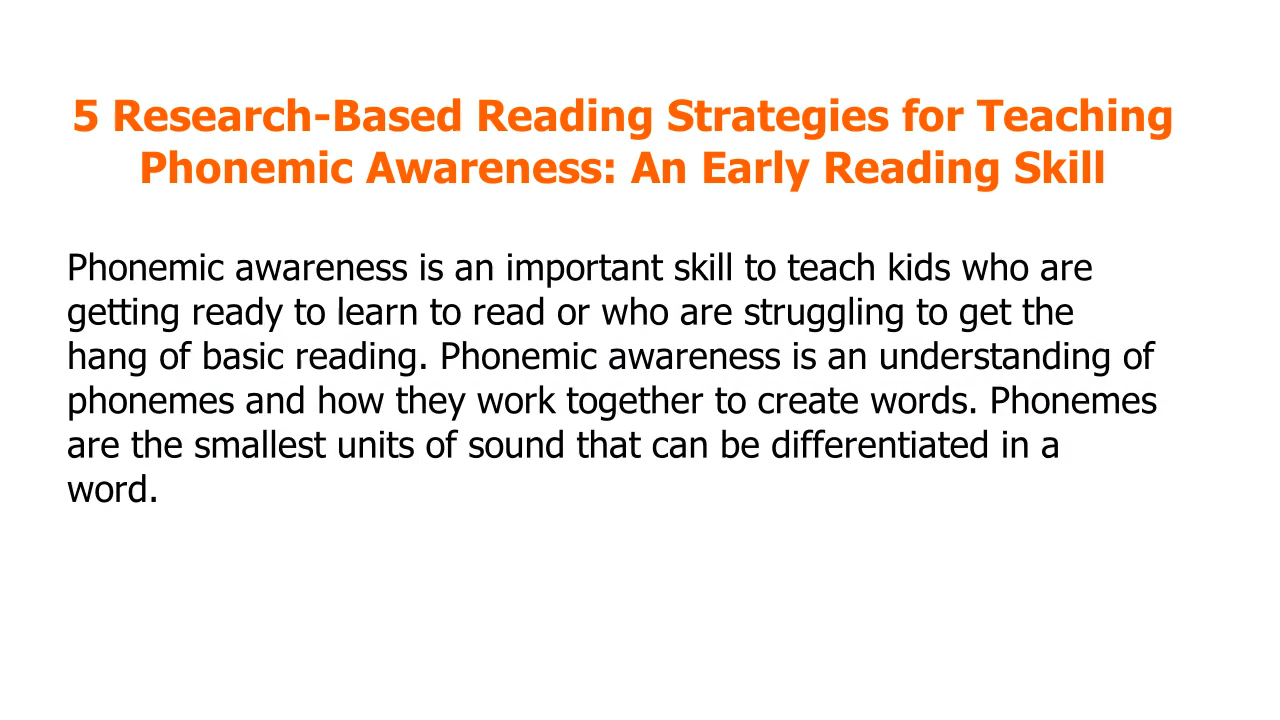 5 Research-Based Reading Strategies for Teaching
Phonemic Awareness: An Early Reading Skill
Phonemic awareness is an important skill to teach kids who are
getting ready to learn to read or who are struggling to get the
hang of basic reading. Phonemic awareness is an understanding of
phonemes and how they work together to create words. Phonemes
are the smallest units of sound that can be differentiated in a
word.